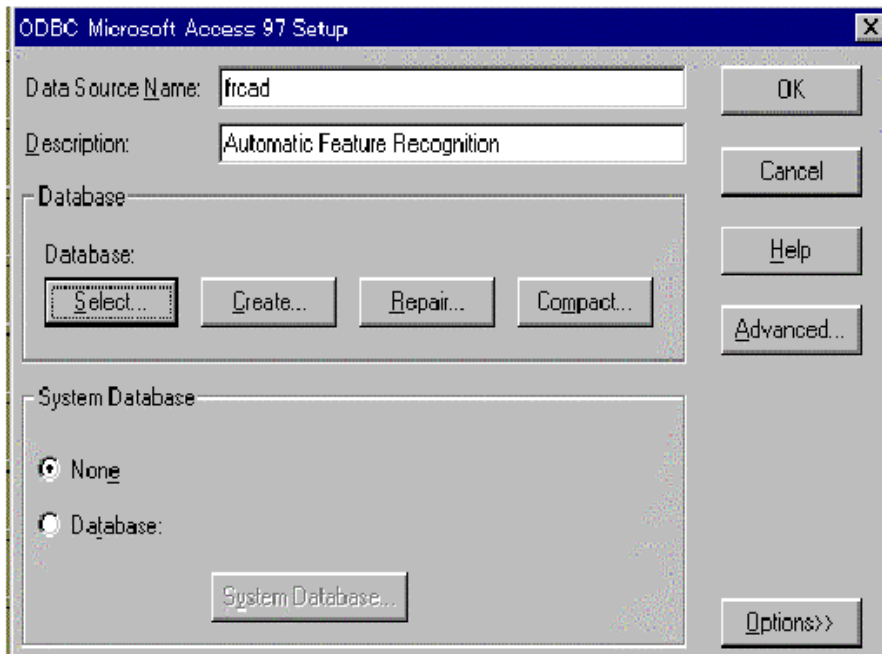 ODBC Microsoft Access 97 Setup
Data Source Name: frcad
OK
Description: Automatic Feature Recognition
Cancel
Database
Database:
Help
Select... Create... Repair... Compact...
Advanced...
System Database
None
Database:
System Database...
Options>>